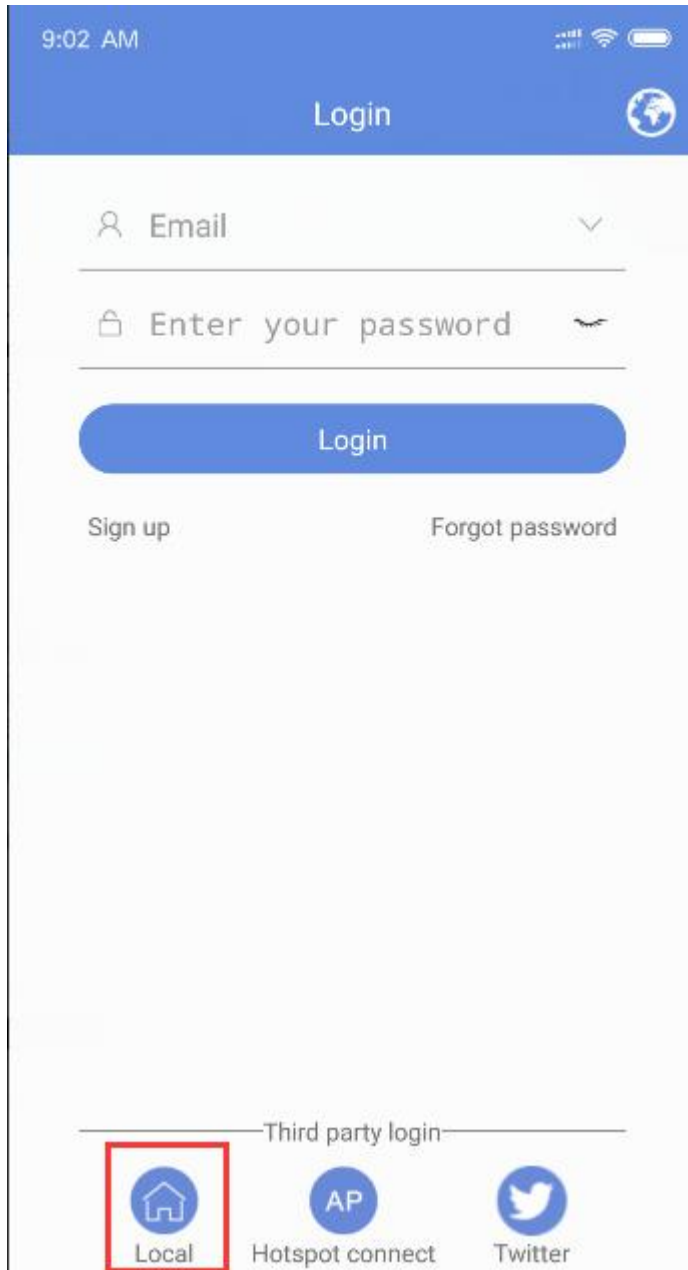 9:02 AM
Login
Email
Enter your password
Login
Sign up Forgot password
Third party login
AP
Local Hotspot connect Twitter